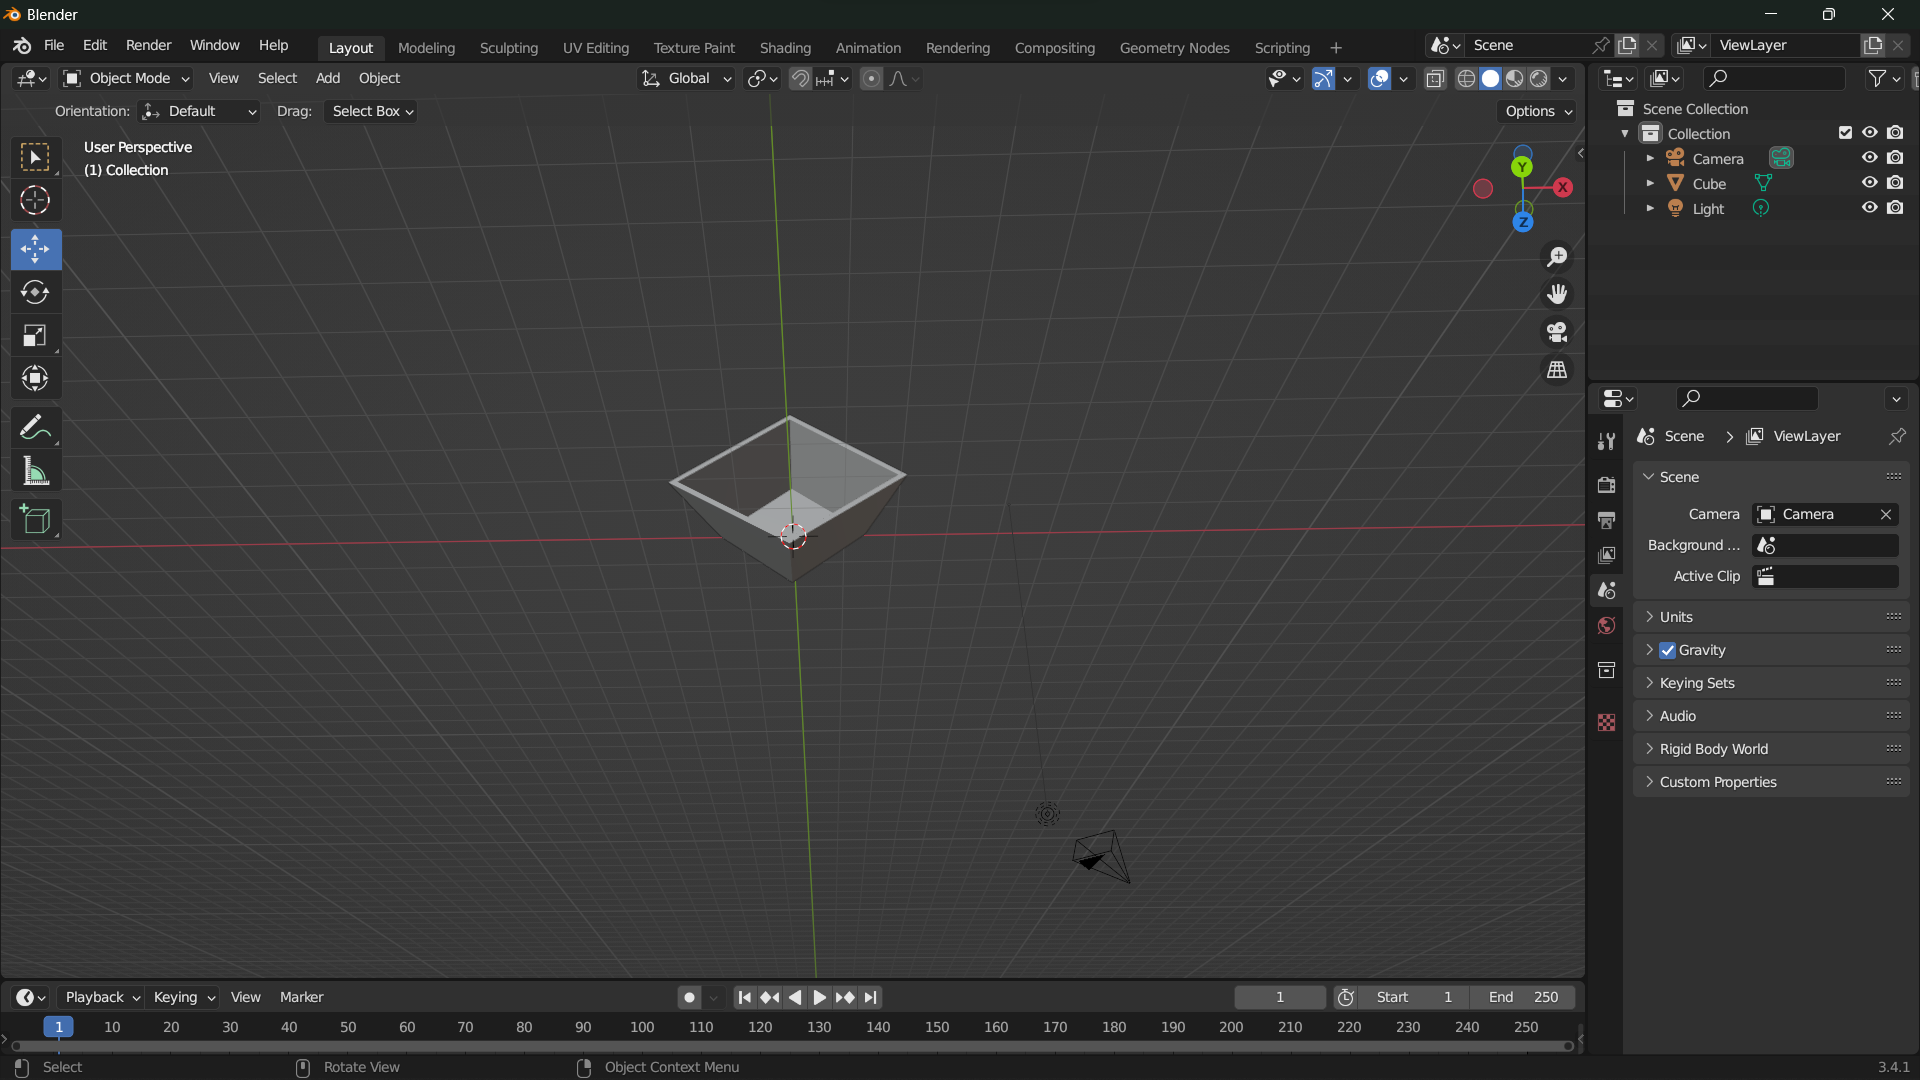 Blender
File Edit Render Window Help Layout Modeling Sculpting UV Editing Texture Paint Shading Animation Rendering Compositing Geometry Nodes Scripting + Scene ViewLayer
Object Mode View Select Add Object Global
Orientation: Default Drag: Select Box Options
User Perspective
(1) Collection
Y
X
Z
Scene Collection
Collection
Camera
Cube
Light
Scene > ViewLayer
Scene
Camera Camera
Background ...
Active Clip
Units
Gravity
Keying Sets
Audio
Rigid Body World
Custom Properties
Playback Keying View Marker 1 Start 1 End 250
1 10 20 30 40 50 60 70 80 90 100 110 120 130 140 150 160 170 180 190 200 210 220 230 240 250
Select Rotate View Object Context Menu 3.4.1